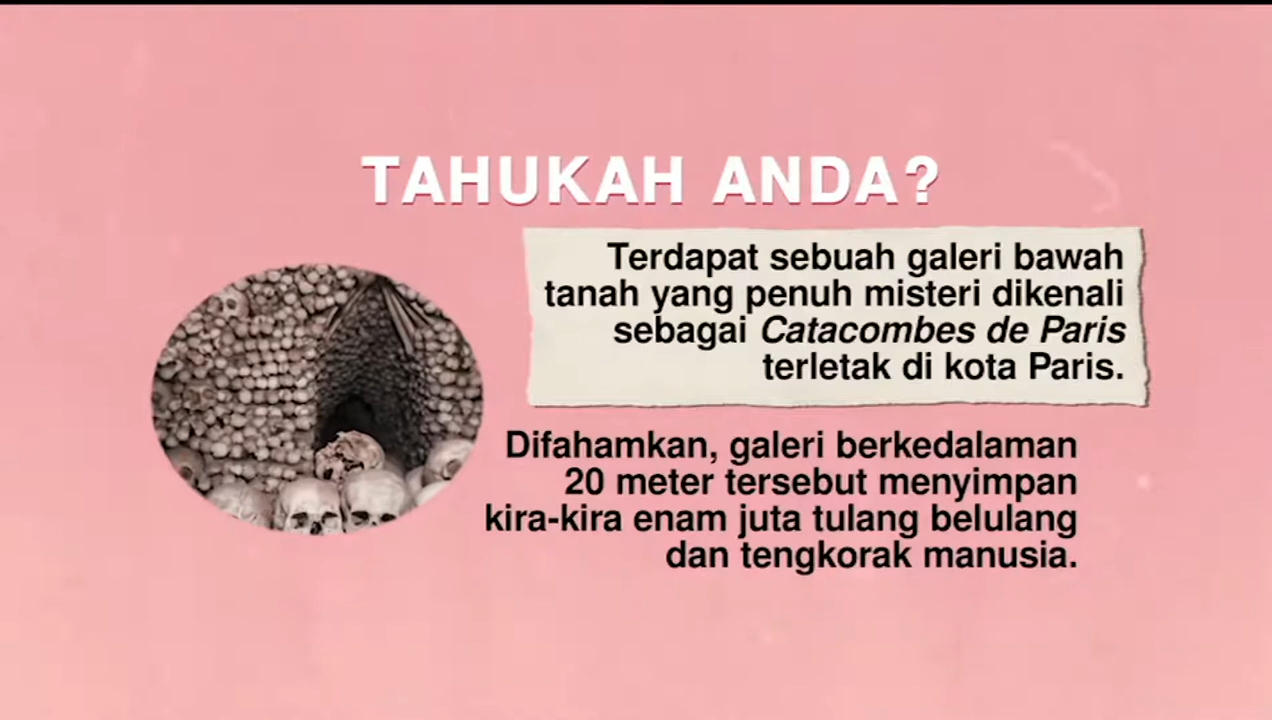 TAHUKAH ANDA?
Terdapat sebuah galeri bawah
tanah yang penuh misteri dikenali
sebagai Catacombes de Paris
terletak di kota Paris.
Difahamkan, galeri berkedalaman
20 meter tersebut menyimpan
kira-kira enam juta tulang belulang
dan tengkorak manusia.